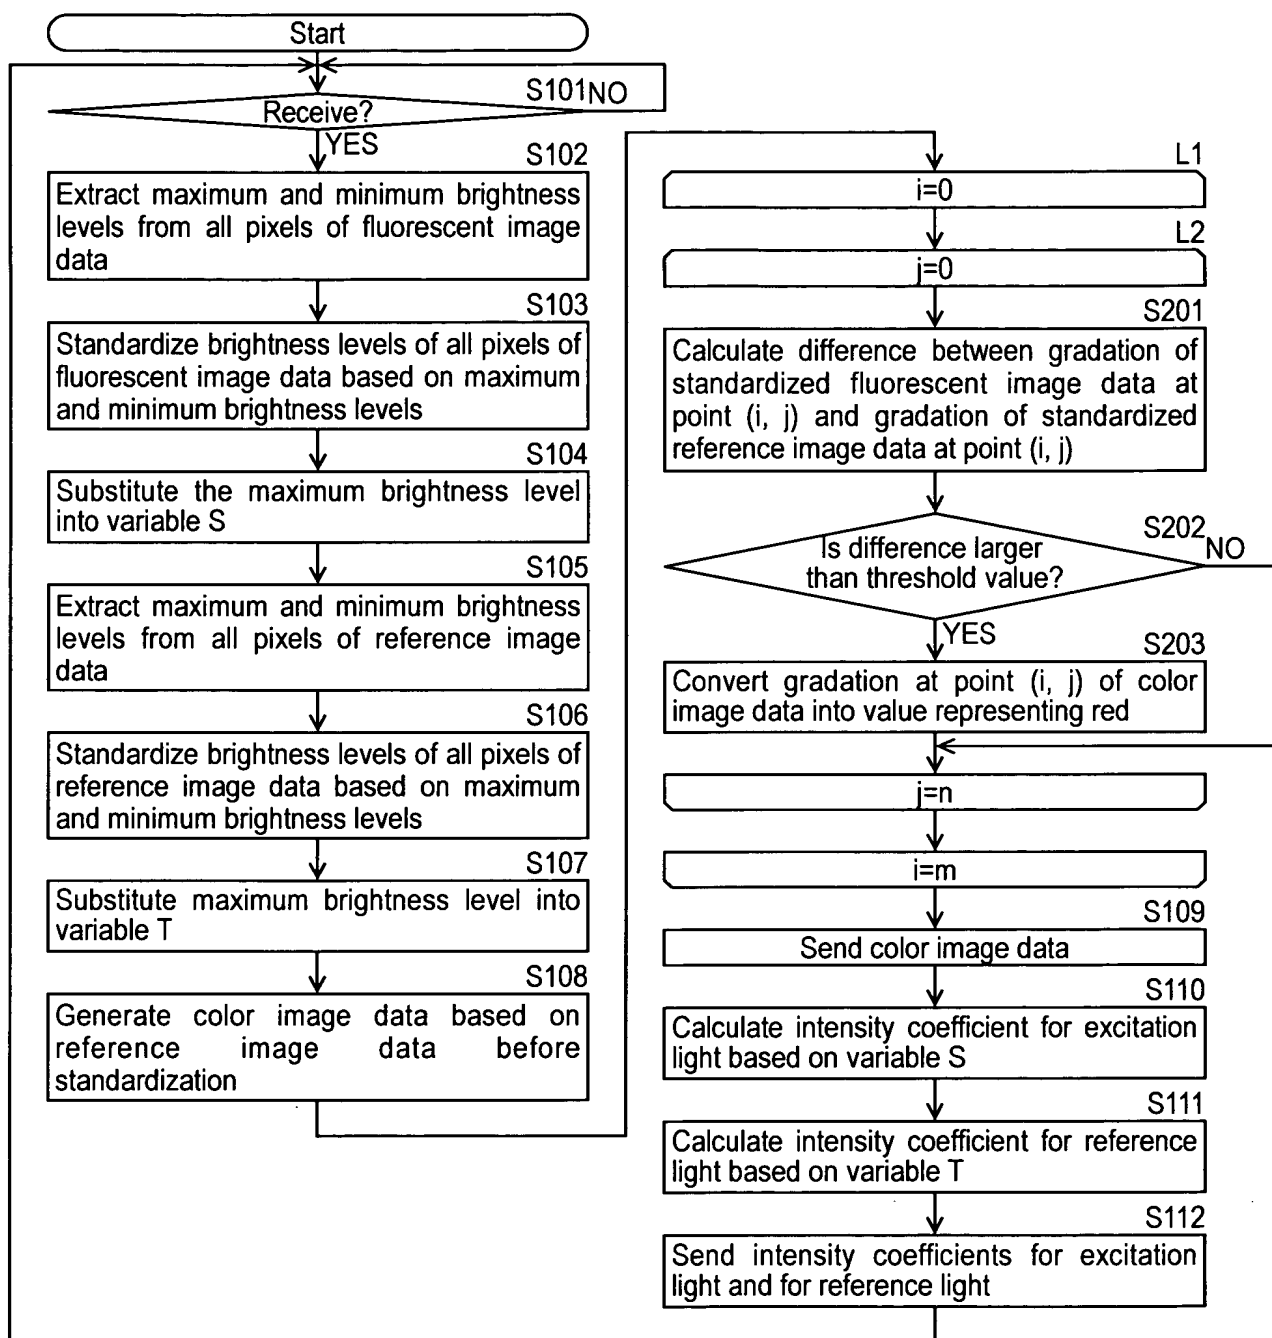 Start
S101
NO
Receive?
YES
S102
Extract maximum and minimum brightness
levels from all pixels of fluorescent image
data
S103
Standardize brightness levels of all pixels of
fluorescent image data based on maximum
and minimum brightness levels
S104
Substitute the maximum brightness level
into variable S
S105
Extract maximum and minimum brightness
levels from all pixels of reference image
data
S106
Standardize brightness levels of all pixels of
reference image data based on maximum
and minimum brightness levels
S107
Substitute maximum brightness level into
variable T
S108
Generate color image data based on
reference image data before
standardization
L1
i=0
L2
j=0
S201
Calculate difference between gradation of
standardized fluorescent image data at
point (i, j) and gradation of standardized
reference image data at point (i, j)
S202
NO
Is difference larger
than threshold value?
YES
S203
Convert gradation at point (i, j) of color
image data into value representing red
j=n
i=m
S109
Send color image data
S110
Calculate intensity coefficient for excitation
light based on variable S
S111
Calculate intensity coefficient for reference
light based on variable T
S112
Send intensity coefficients for excitation
light and for reference light